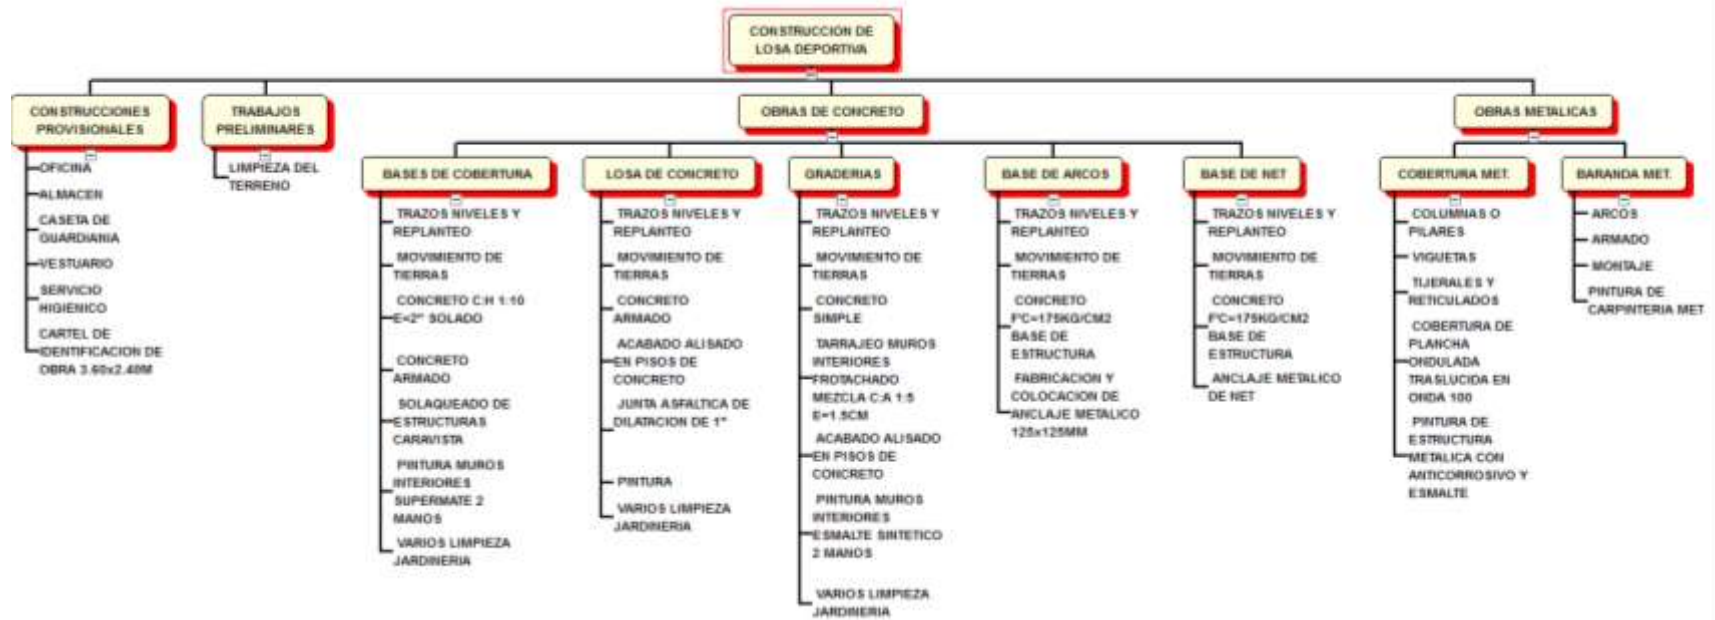 CONSTRUCCION DE
LOSA DEPORTIVA
CONSTRUCCIONES
PROVISIONALES
OFICINA
ALMACEN
CASETA DE
GUARDIANIA
VESTUARIO
SERVICIO
HIGIENICO
CARTEL DE
IDENTIFICACION DE
OBRA 3.60x2.40M
TRABAJOS
PRELIMINARES
LIMPIEZA DEL
TERRENO
OBRAS DE CONCRETO
BASES DE COBERTURA
TRAZOS NIVELES Y
REPLANTEO
MOVIMIENTO DE
TIERRAS
CONCRETO C:H 1:10
E=2" SOLADO
CONCRETO
ARMADO
SOLAQUEADO DE
ESTRUCTURAS
CARAVISTA
PINTURA MUROS
INTERIORES
SUPERMATE 2
MANOS
VARIOS LIMPIEZA
JARDINERIA
LOSA DE CONCRETO
TRAZOS NIVELES Y
REPLANTEO
MOVIMIENTO DE
TIERRAS
CONCRETO
ARMADO
ACABADO ALISADO
EN PISOS DE
CONCRETO
JUNTA ASFALTICA DE
DILATACION DE 1"
PINTURA
VARIOS LIMPIEZA
JARDINERIA
GRADERIAS
TRAZOS NIVELES Y
REPLANTEO
MOVIMIENTO DE
TIERRAS
CONCRETO
SIMPLE
TARRAJEO MUROS
INTERIORES
FROTACHADO
MEZCLA C:A 1:5
E=1.5CM
ACABADO ALISADO
EN PISOS DE
CONCRETO
PINTURA MUROS
INTERIORES
ESMALTE SINTETICO
2 MANOS
VARIOS LIMPIEZA
JARDINERIA
BASE DE ARCOS
TRAZOS NIVELES Y
REPLANTEO
MOVIMIENTO DE
TIERRAS
CONCRETO
F'C=175KG/CM2
BASE DE
ESTRUCTURA
FABRICACION Y
COLOCACION DE
ANCLAJE METALICO
125x125MM
BASE DE NET
TRAZOS NIVELES Y
REPLANTEO
MOVIMIENTO DE
TIERRAS
CONCRETO
F'C=175KG/CM2
BASE DE
ESTRUCTURA
ANCLAJE METALICO
DE NET
OBRAS METALICAS
COBERTURA MET.
COLUMNAS O
PILARES
VIGUETAS
TIJERALES Y
RETICULADOS
COBERTURA DE
PLANCHA
ONDULADA
TRASLUCIDA EN
ONDA 100
PINTURA DE
ESTRUCTURA
METALICA CON
ANTICORROSIVO Y
ESMALTE
BARANDA MET.
ARCOS
ARMADO
MONTAJE
PINTURA DE
CARPINTERIA MET